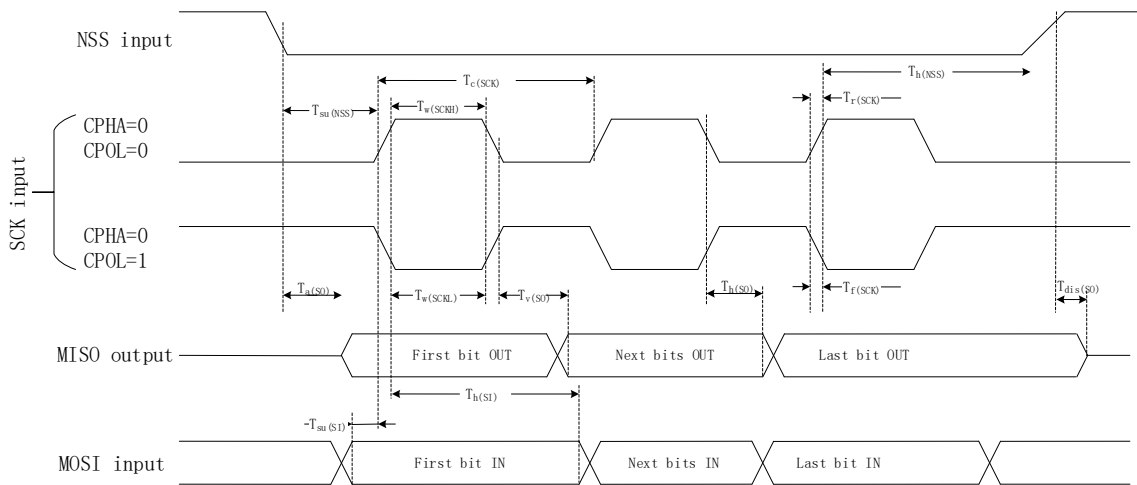 NSS input
Tc(SCK)
Th(NSS)
Tsu(NSS)
Tw(SCKH)
Tr(SCK)
CPHA=0
CPOL=0
SCK input
CPHA=0
CPOL=1
Ta(SO)
Tw(SCKL)
Tv(SO)
Th(SO)
Tf(SCK)
Tdis(SO)
MISO output
First bit OUT
Next bits OUT
Last bit OUT
Th(SI)
Tsu(SI)
MOSI input
First bit IN
Next bits IN
Last bit IN